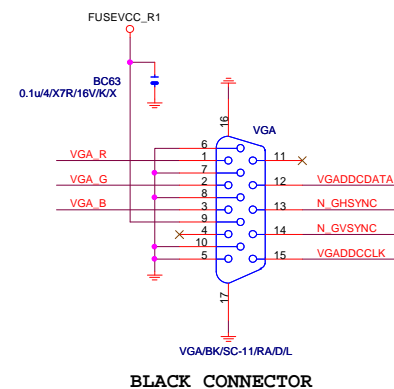 FUSEVCC_R1
BC63
0.1u/4/X7R/16V/K/X
16
VGA
6
VGA_R
1
11
7
VGA_G
2
12
VGADDCDATA
8
VGA_B
3
13
N_GHSYNC
9
4
14
N_GVSYNC
10
5
15
VGADDCCLK
17
VGA/BK/SC-11/RA/D/L
BLACK CONNECTOR